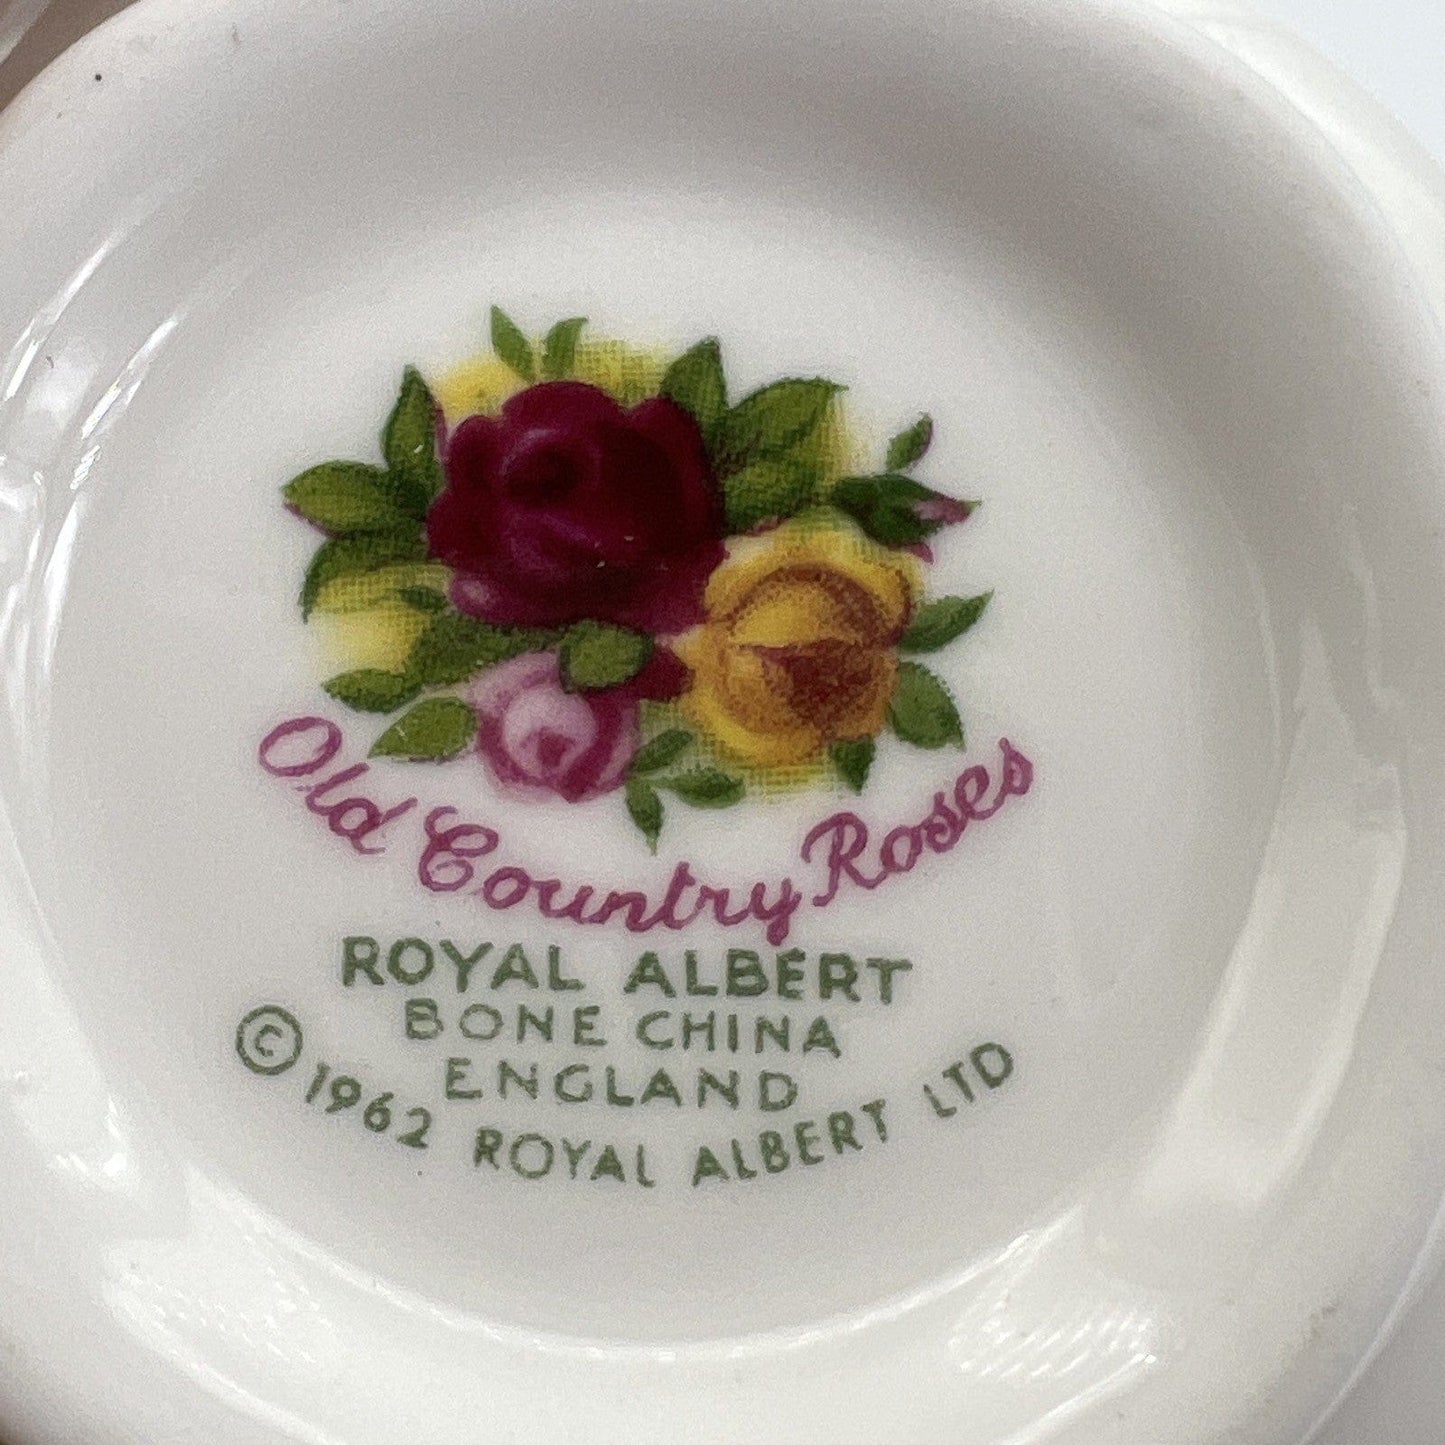 Old Country Roses
ROYAL ALBERT
BONE CHINA
ENGLAND
© 1962 ROYAL ALBERT LTD